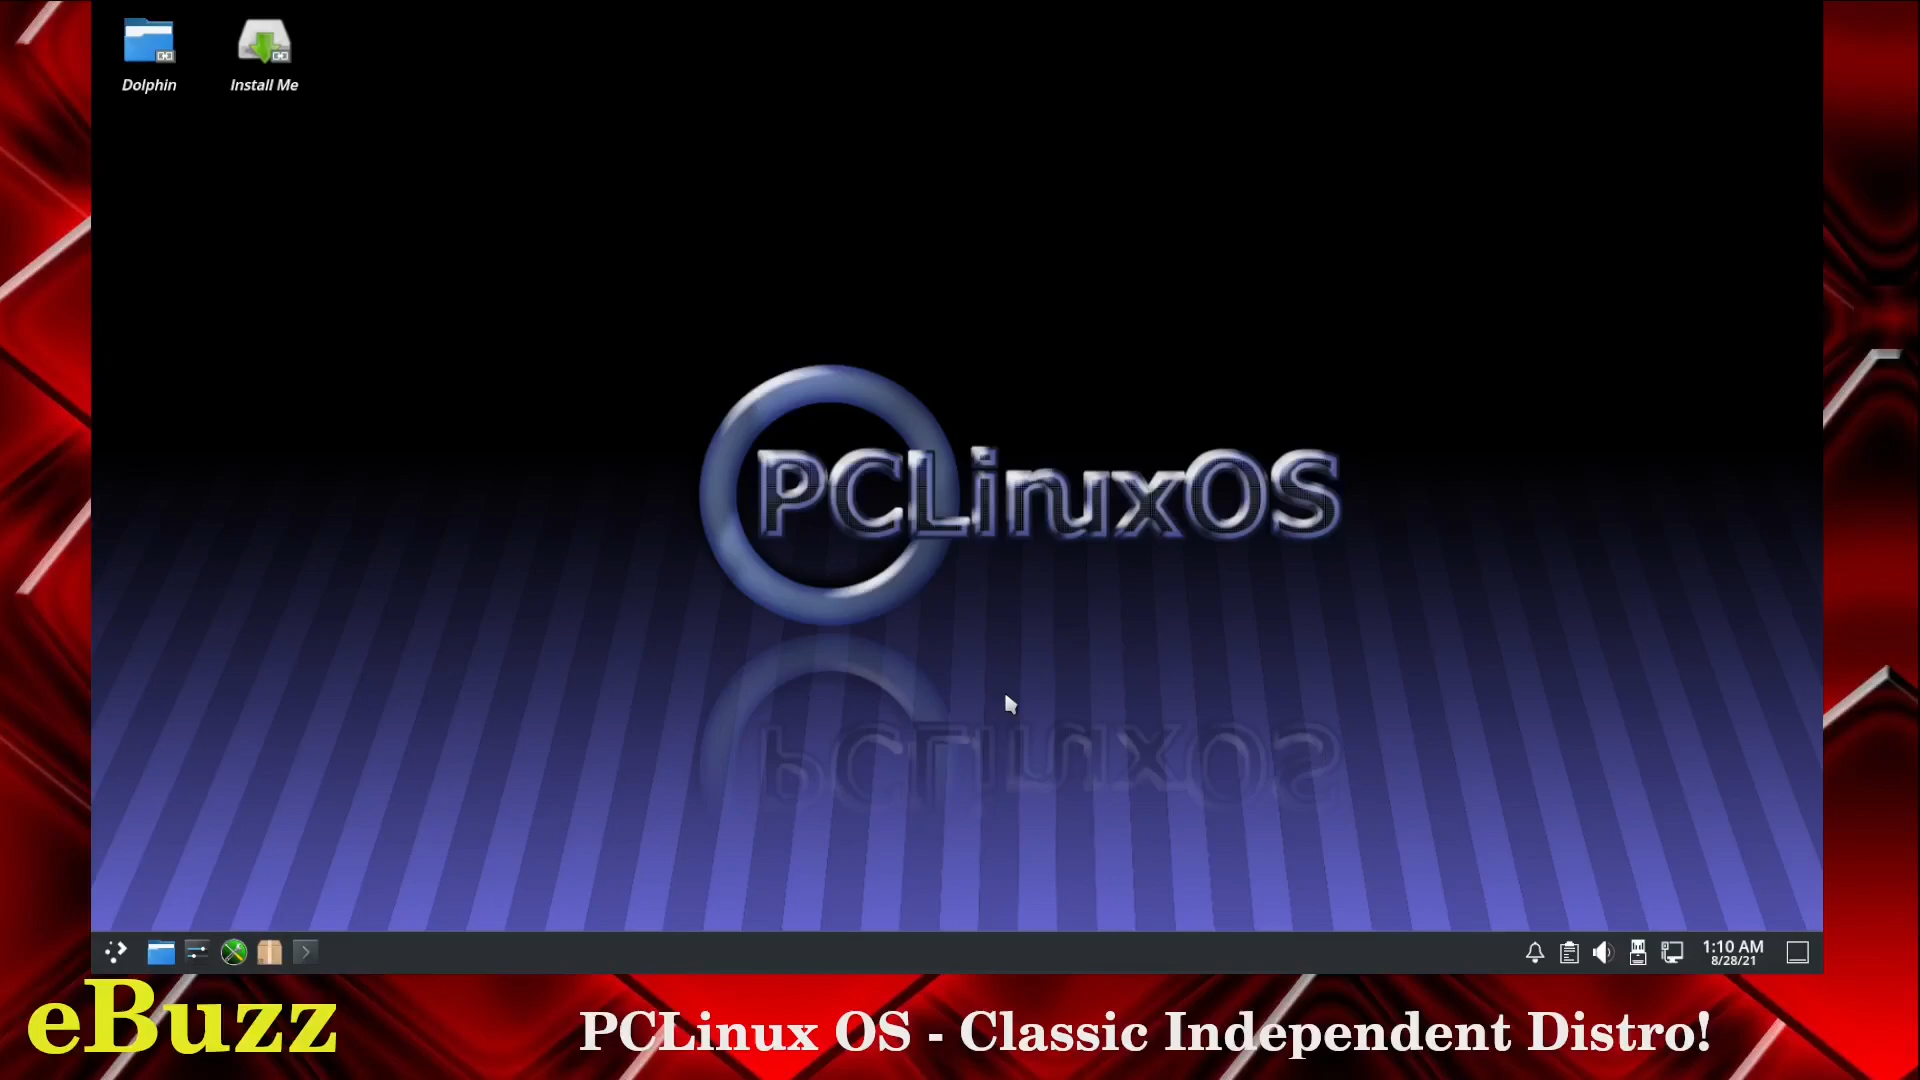 Dolphin
Install Me
PCLinuxOS
1:10 AM
8/28/21
eBuzz
PCLinux OS - Classic Independent Distro!